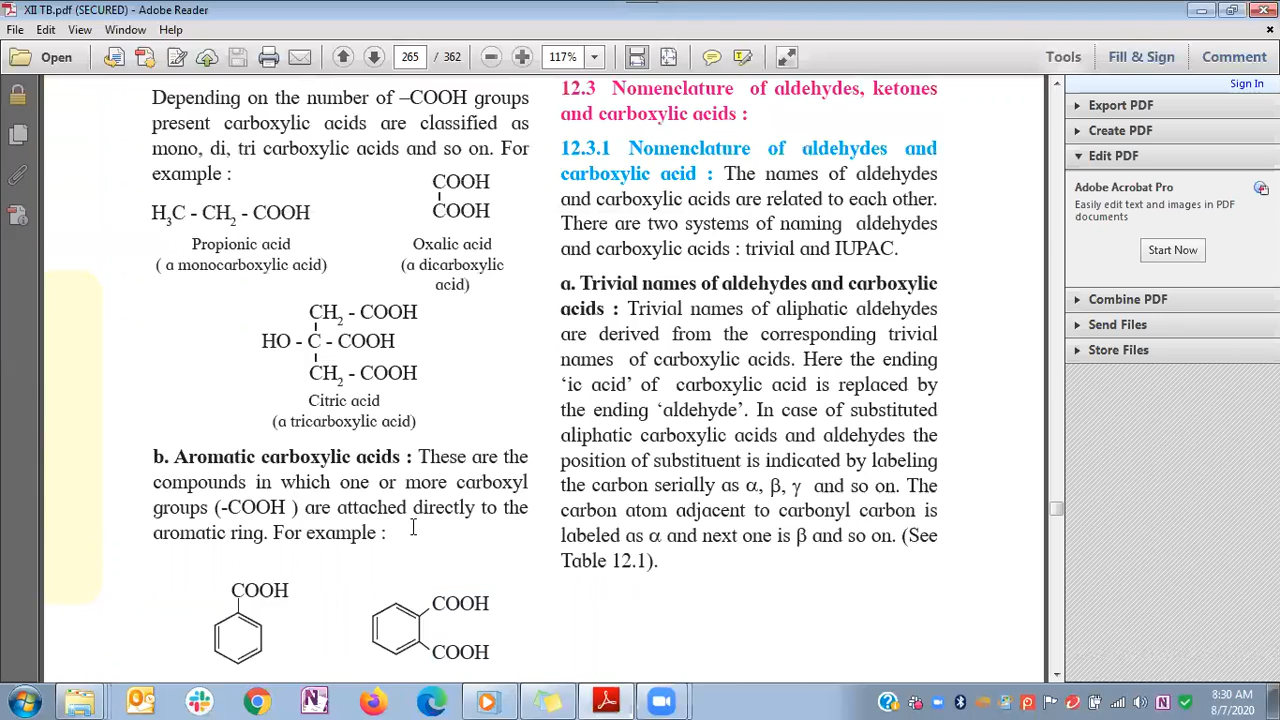 XII TB.pdf (SECURED) - Adobe Reader
File Edit View Window Help
Open 265 / 362 117% Tools Fill & Sign Comment
Sign In
Depending on the number of –COOH groups
present carboxylic acids are classified as
mono, di, tri carboxylic acids and so on. For
example :
COOH
COOH
H3C - CH2 - COOH
Propionic acid
( a monocarboxylic acid)
Oxalic acid
(a dicarboxylic
acid)
CH2 - COOH
HO - C - COOH
CH2 - COOH
Citric acid
(a tricarboxylic acid)
b. Aromatic carboxylic acids : These are the
compounds in which one or more carboxyl
groups (-COOH ) are attached directly to the
aromatic ring. For example :
COOH
COOH
COOH
12.3 Nomenclature of aldehydes, ketones
and carboxylic acids :
12.3.1 Nomenclature of aldehydes and
carboxylic acid : The names of aldehydes
and carboxylic acids are related to each other.
There are two systems of naming aldehydes
and carboxylic acids : trivial and IUPAC.
a. Trivial names of aldehydes and carboxylic
acids : Trivial names of aliphatic aldehydes
are derived from the corresponding trivial
names of carboxylic acids. Here the ending
‘ic acid’ of carboxylic acid is replaced by
the ending ‘aldehyde’. In case of substituted
aliphatic carboxylic acids and aldehydes the
position of substituent is indicated by labeling
the carbon serially as α, β, γ and so on. The
carbon atom adjacent to carbonyl carbon is
labeled as α and next one is β and so on. (See
Table 12.1).
Export PDF
Create PDF
Edit PDF
Adobe Acrobat Pro
Easily edit text and images in PDF
documents
Start Now
Combine PDF
Send Files
Store Files
8:30 AM
8/7/2020